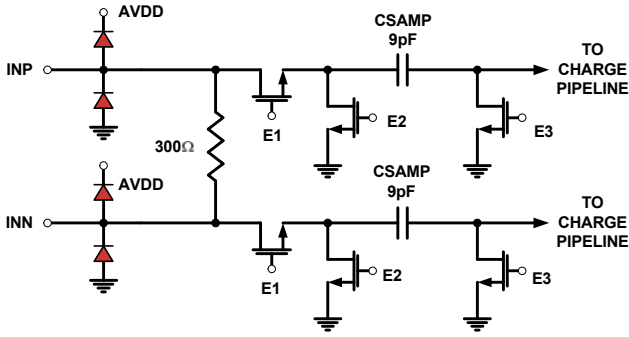 AVDD
CSAMP
9pF
INP
TO
CHARGE
PIPELINE
E1
E2
E3
300Ω
CSAMP
9pF
AVDD
INN
TO
CHARGE
PIPELINE
E1
E2
E3